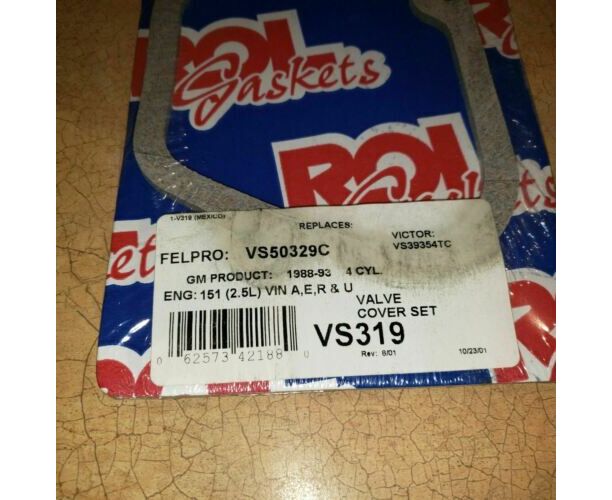 ROL
Gaskets
ROL
Gaskets
1-V319 (MEXICO)
REPLACES:
FELPRO: VS50329C
VICTOR:
VS39354TC
GM PRODUCT: 1988-93 4 CYL.
ENG: 151 (2.5L) VIN A,E,R & U
VALVE
COVER SET
VS319
0 62573 42188 0
Rev: 8/01 10/23/01